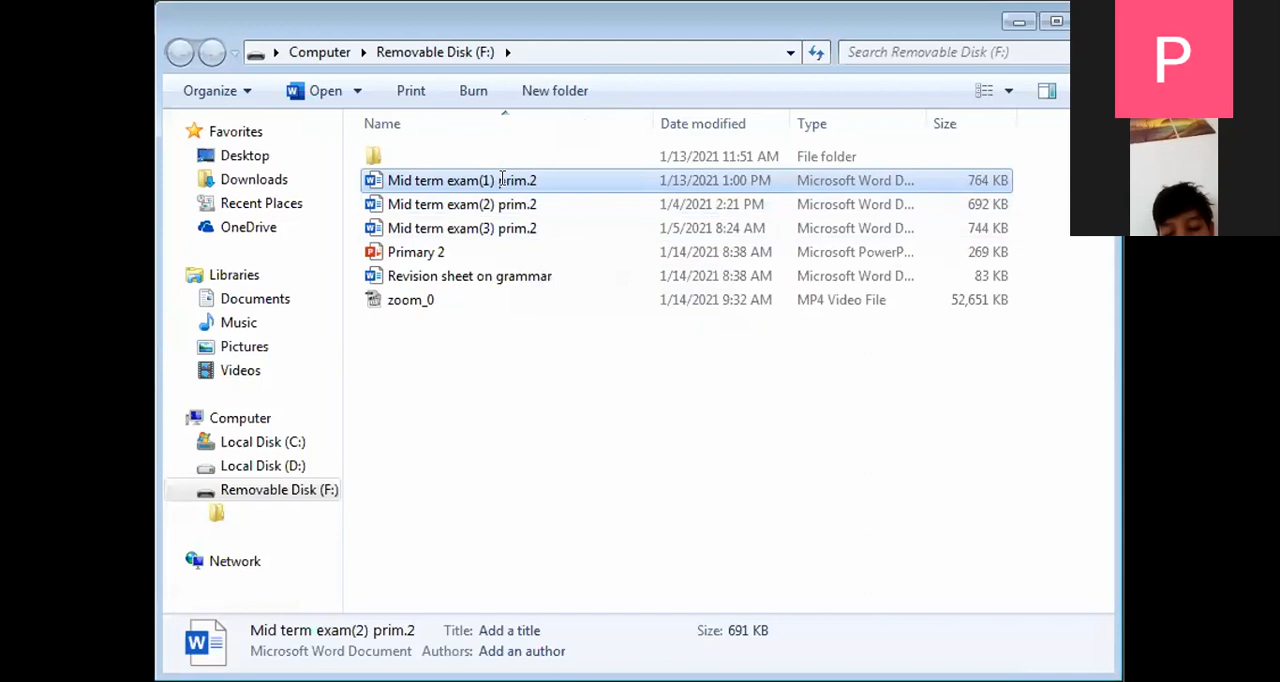 Computer Removable Disk (F:) Search Removable Disk (F:)
P
Organize Open Print Burn New folder
Name Date modified Type Size
Favorites
Desktop
Downloads
Recent Places
OneDrive
Libraries
Documents
Music
Pictures
Videos
Computer
Local Disk (C:)
Local Disk (D:)
Removable Disk (F:)
Network
1/13/2021 11:51 AM File folder
Mid term exam(1) prim.2 1/13/2021 1:00 PM Microsoft Word D... 764 KB
Mid term exam(2) prim.2 1/4/2021 2:21 PM Microsoft Word D... 692 KB
Mid term exam(3) prim.2 1/5/2021 8:24 AM Microsoft Word D... 744 KB
Primary 2 1/14/2021 8:38 AM Microsoft PowerP... 269 KB
Revision sheet on grammar 1/14/2021 8:38 AM Microsoft Word D... 83 KB
zoom_0 1/14/2021 9:32 AM MP4 Video File 52,651 KB
Mid term exam(2) prim.2 Title: Add a title Size: 691 KB
Microsoft Word Document Authors: Add an author